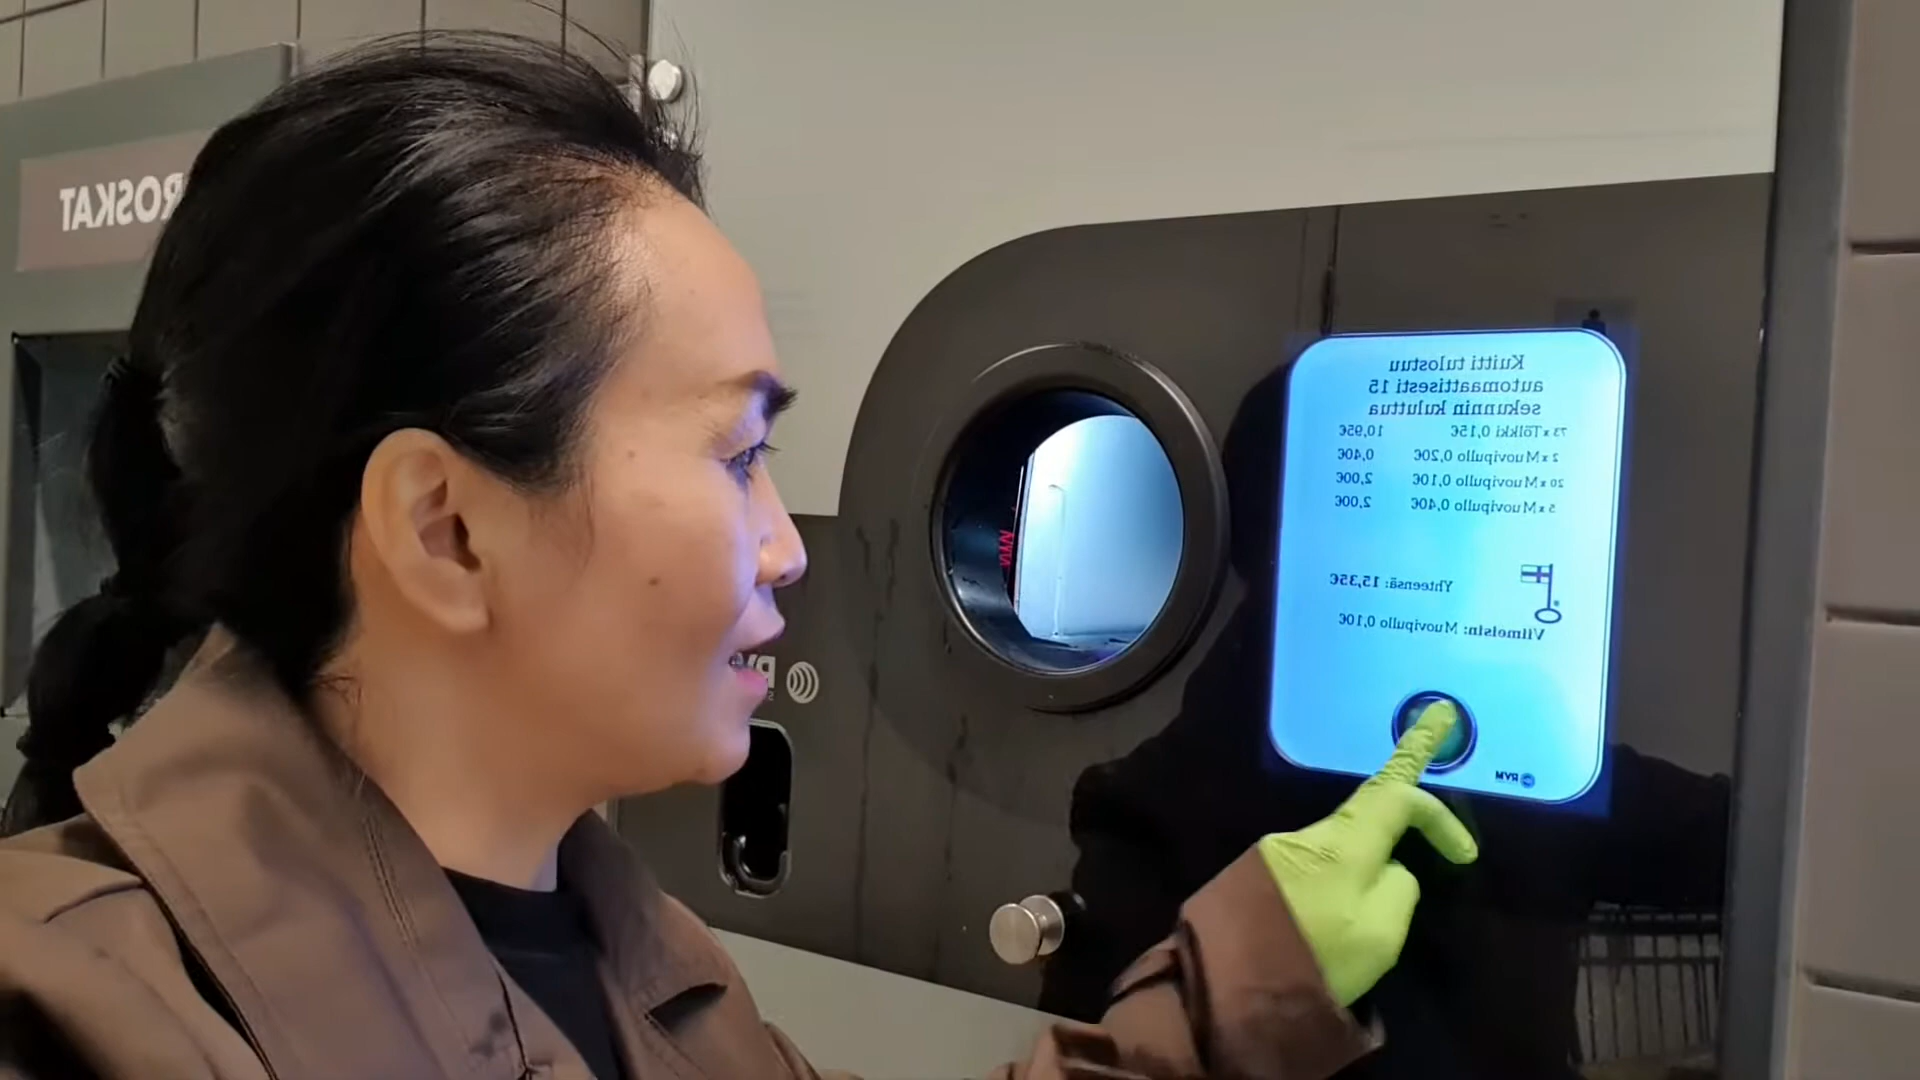 ROSKAT
Kuitti tulostuu
automaattisesti 15
sekunnin kuluttua
73 x Tölkki 0,15€ 10,95€
2 x Muovipullo 0,20€ 0,40€
20 x Muovipullo 0,10€ 2,00€
5 x Muovipullo 0,40€ 2,00€
Yhteensä: 15,35€
Viimeisin: Muovipullo 0,10€
RVM